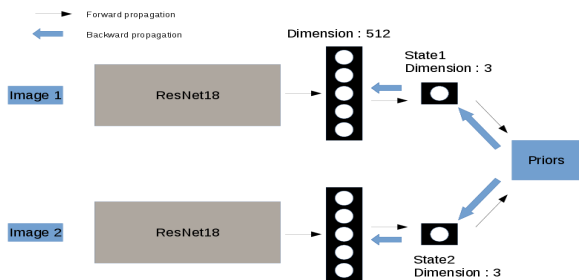 Forward propagation
Backward propagation
Dimension : 512
State1
Dimension : 3
Image 1
ResNet18
Priors
Image 2
ResNet18
State2
Dimension : 3